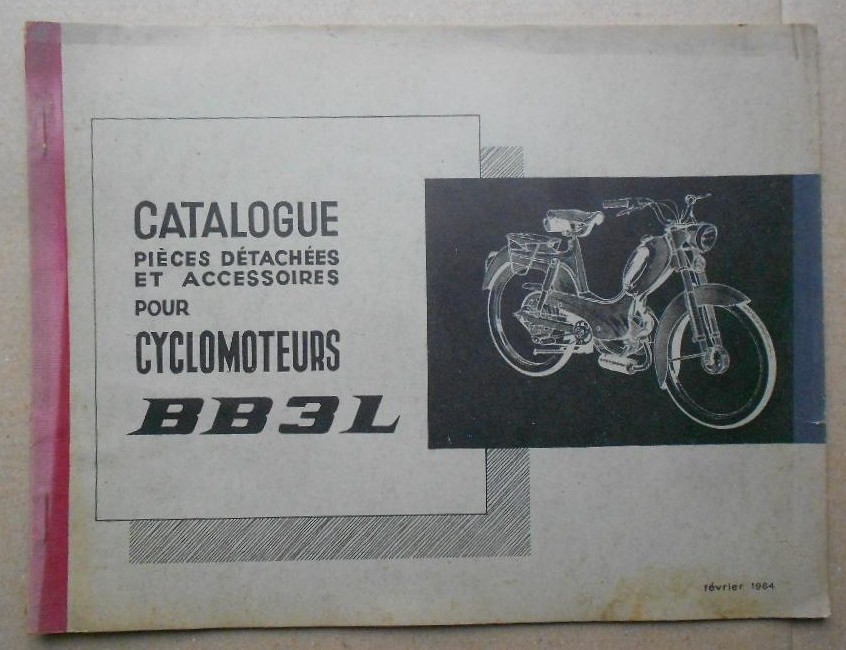 CATALOGUE
PIÈCES DÉTACHÉES
ET ACCESSOIRES
POUR
CYCLOMOTEURS
BB3L
février 1964